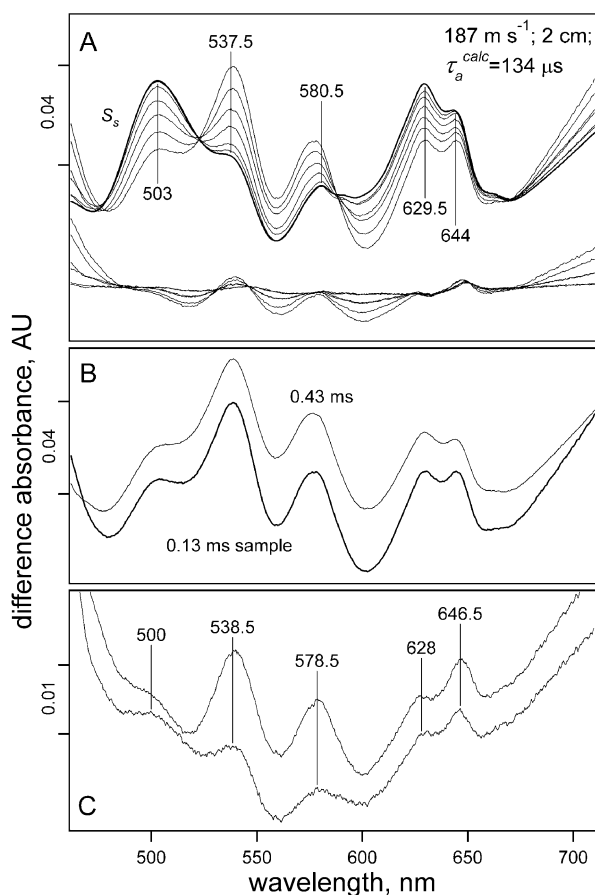 A
187 m s⁻¹; 2 cm;
τₐᶜᵃˡᶜ=134 μs
537.5
580.5
Sₛ
503
629.5
644
0.04
B
0.43 ms
0.13 ms sample
0.04
difference absorbance, AU
C
500
538.5
578.5
628
646.5
0.01
500
550
600
650
700
wavelength, nm